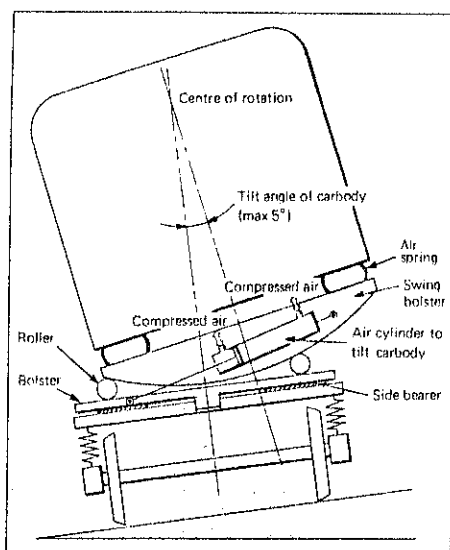 Centre of rotation
Tilt angle of carbody
(max 5°)
Air
spring
Compressed air
Swing
bolster
Compressed air
Air cylinder to
tilt carbody
Roller
Bolster
Side bearer